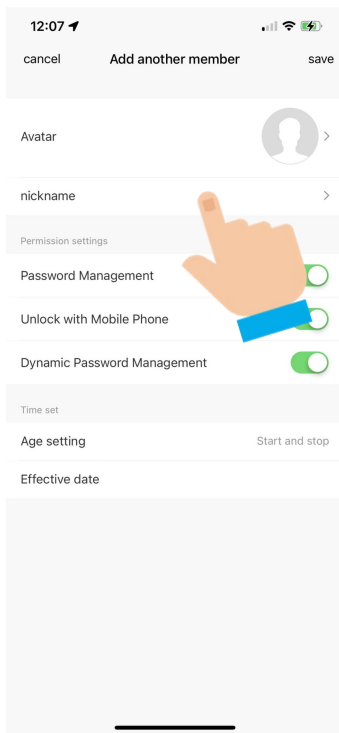 12:07
cancel Add another member save
Avatar
nickname
Permission settings
Password Management
Unlock with Mobile Phone
Dynamic Password Management
Time set
Age setting Start and stop
Effective date